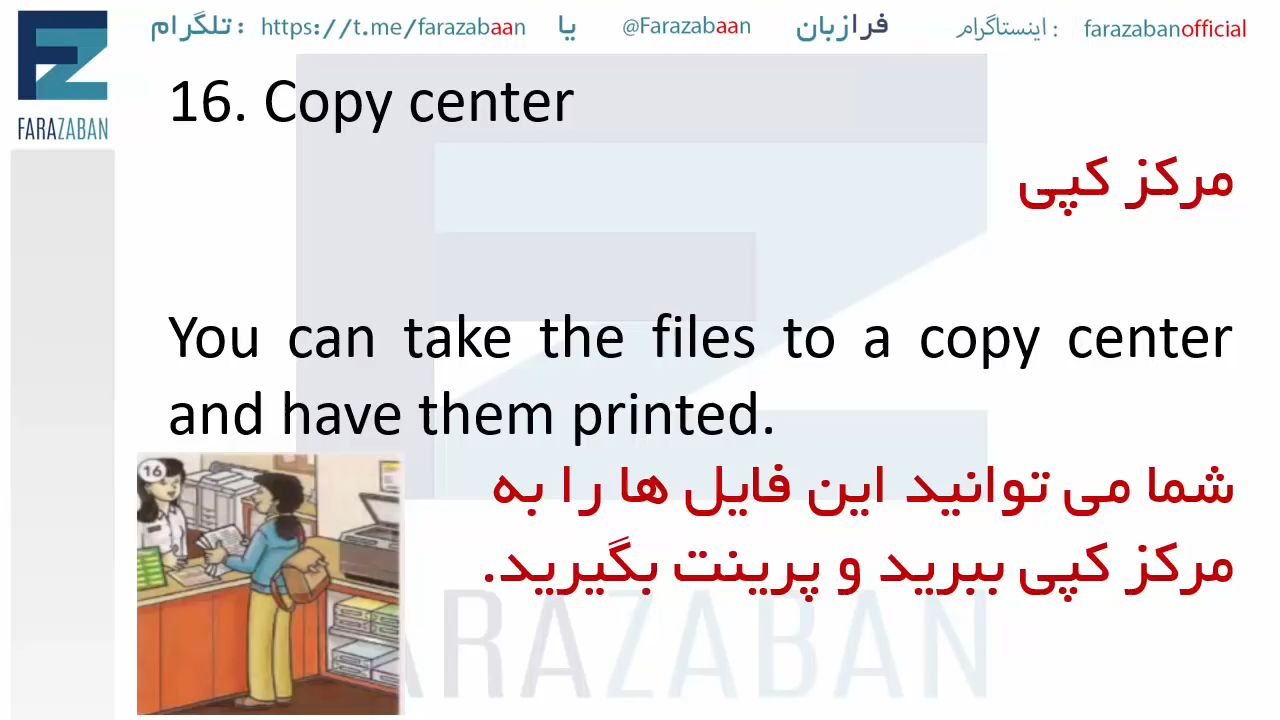 تلگرام : https://t.me/farazabaan یا @Farazabaan فرازبان اینستاگرام : farazabanofficial
FARAZABAN
16. Copy center
مرکز کپی
You can take the files to a copy center
and have them printed.
16
شما می توانید این فایل ها را به
مرکز کپی ببرید و پرینت بگیرید.
FARAZABAN